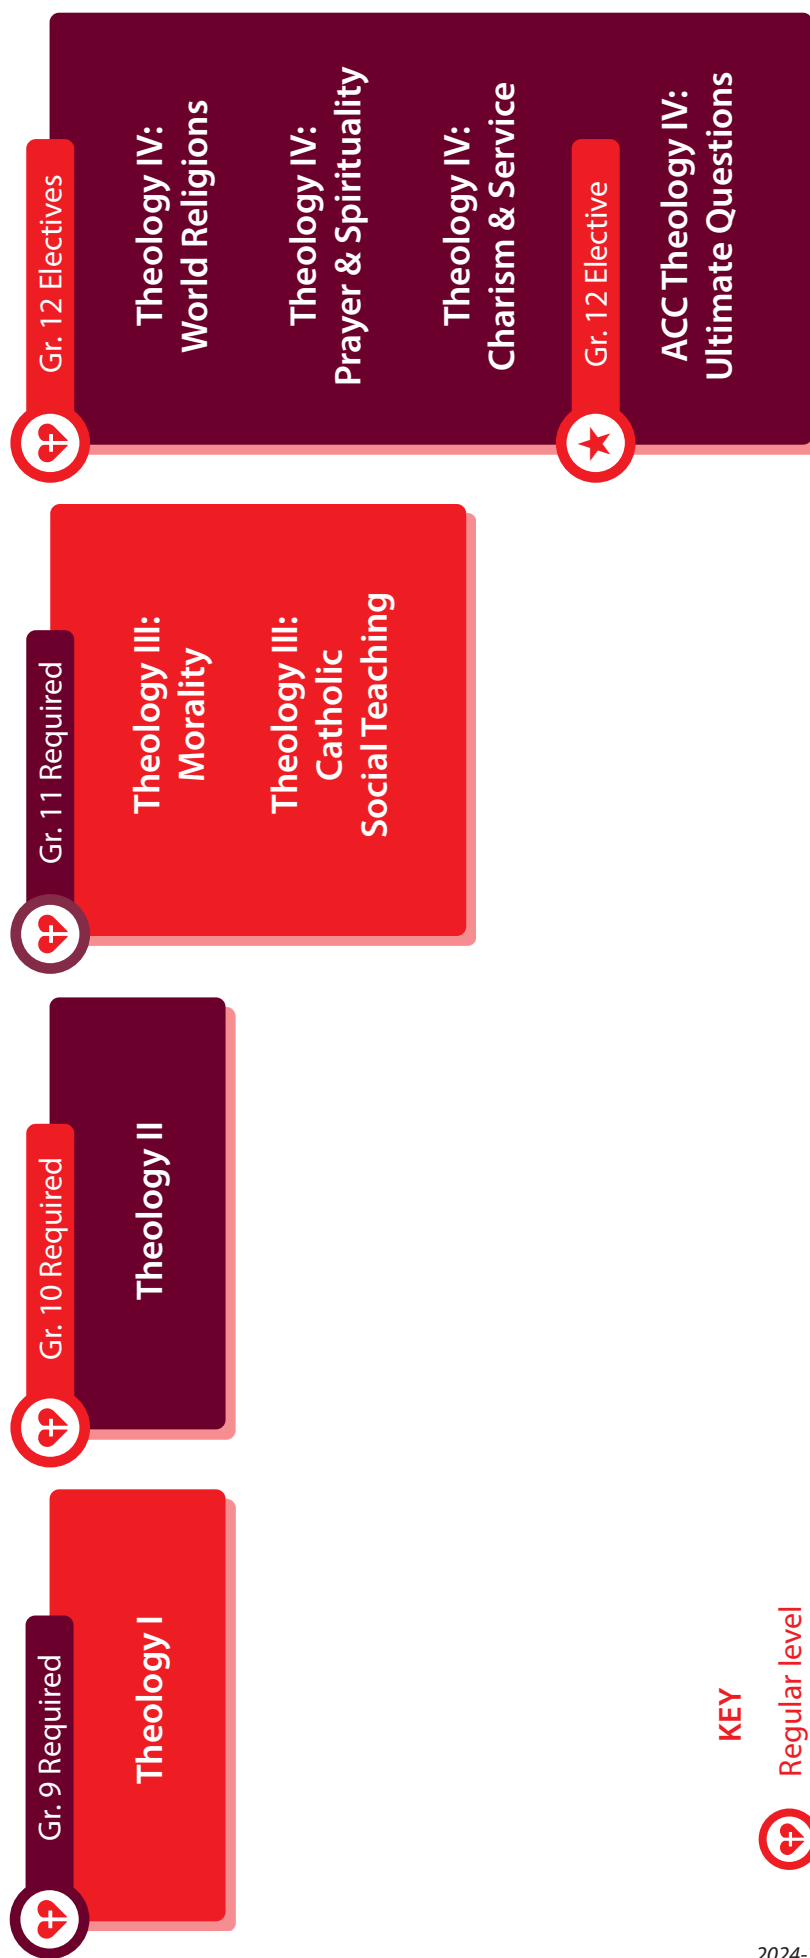 Gr. 9 Required
Theology I
Gr. 10 Required
Theology II
Gr. 11 Required
Theology III:
Morality
Theology III:
Catholic
Social Teaching
Gr. 12 Electives
Theology IV:
World Religions
Theology IV:
Prayer & Spirituality
Theology IV:
Charism & Service
Gr. 12 Elective
ACC Theology IV:
Ultimate Questions
KEY
Regular level
2024-